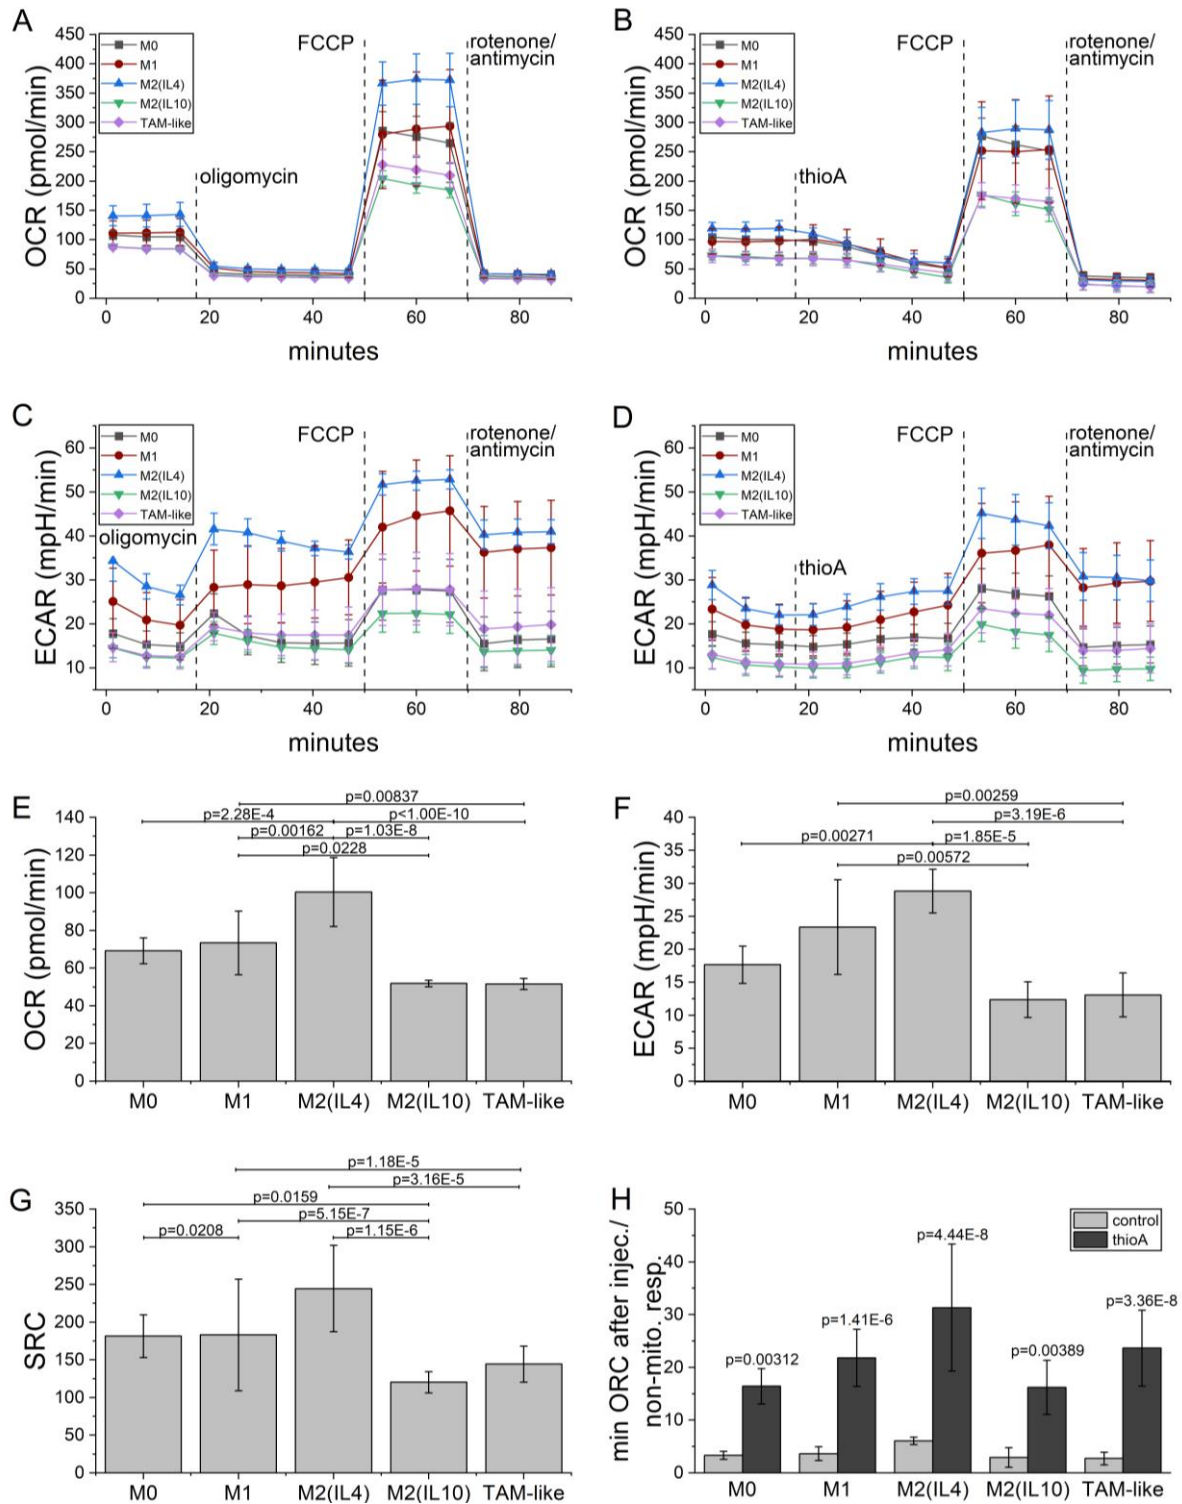 A
450
400
350
300
250
200
150
100
50
0
OCR (pmol/min)
M0
M1
M2(IL4)
M2(IL10)
TAM-like
oligomycin
FCCP
rotenone/
antimycin
0
20
40
60
80
minutes
B
450
400
350
300
250
200
150
100
50
0
OCR (pmol/min)
M0
M1
M2(IL4)
M2(IL10)
TAM-like
thioA
FCCP
rotenone/
antimycin
0
20
40
60
80
minutes
C
60
50
40
30
20
10
ECAR (mpH/min)
M0
M1
M2(IL4)
M2(IL10)
TAM-like
oligomycin
FCCP
rotenone/
antimycin
0
20
40
60
80
minutes
D
60
50
40
30
20
10
ECAR (mpH/min)
M0
M1
M2(IL4)
M2(IL10)
TAM-like
thioA
FCCP
rotenone/
antimycin
0
20
40
60
80
minutes
E
p=0.00837
p=2.28E-4
p<1.00E-10
p=0.00162
p=1.03E-8
p=0.0228
140
120
100
80
60
40
20
0
OCR (pmol/min)
M0
M1
M2(IL4)
M2(IL10)
TAM-like
F
p=0.00259
p=3.19E-6
p=0.00271
p=1.85E-5
p=0.00572
40
35
30
25
20
15
10
5
0
ECAR (mpH/min)
M0
M1
M2(IL4)
M2(IL10)
TAM-like
G
p=1.18E-5
p=3.16E-5
p=0.0159
p=5.15E-7
p=0.0208
p=1.15E-6
350
300
250
200
150
100
50
0
SRC
M0
M1
M2(IL4)
M2(IL10)
TAM-like
H
control
thioA
50
40
30
20
10
0
min ORC after injec./
non-mito. resp.
p=0.00312
p=1.41E-6
p=4.44E-8
p=0.00389
p=3.36E-8
M0
M1
M2(IL4)
M2(IL10)
TAM-like